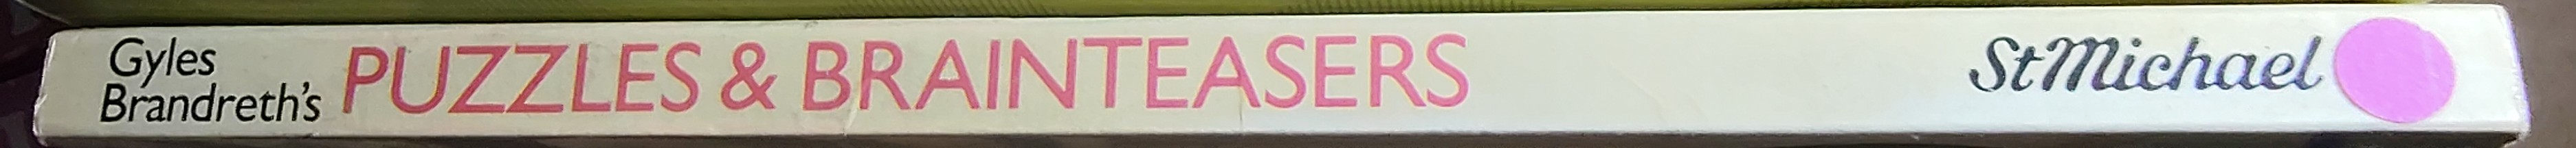 Gyles
Brandreth's
PUZZLES & BRAINTEASERS
StMichael